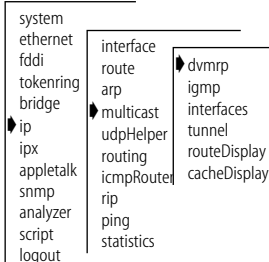 system
ethernet
fddi
tokenring
bridge
ip
ipx
appletalk
snmp
analyzer
script
logout
interface
route
arp
multicast
udpHelper
routing
icmpRouter
rip
ping
statistics
dvmrp
igmp
interfaces
tunnel
routeDisplay
cacheDisplay